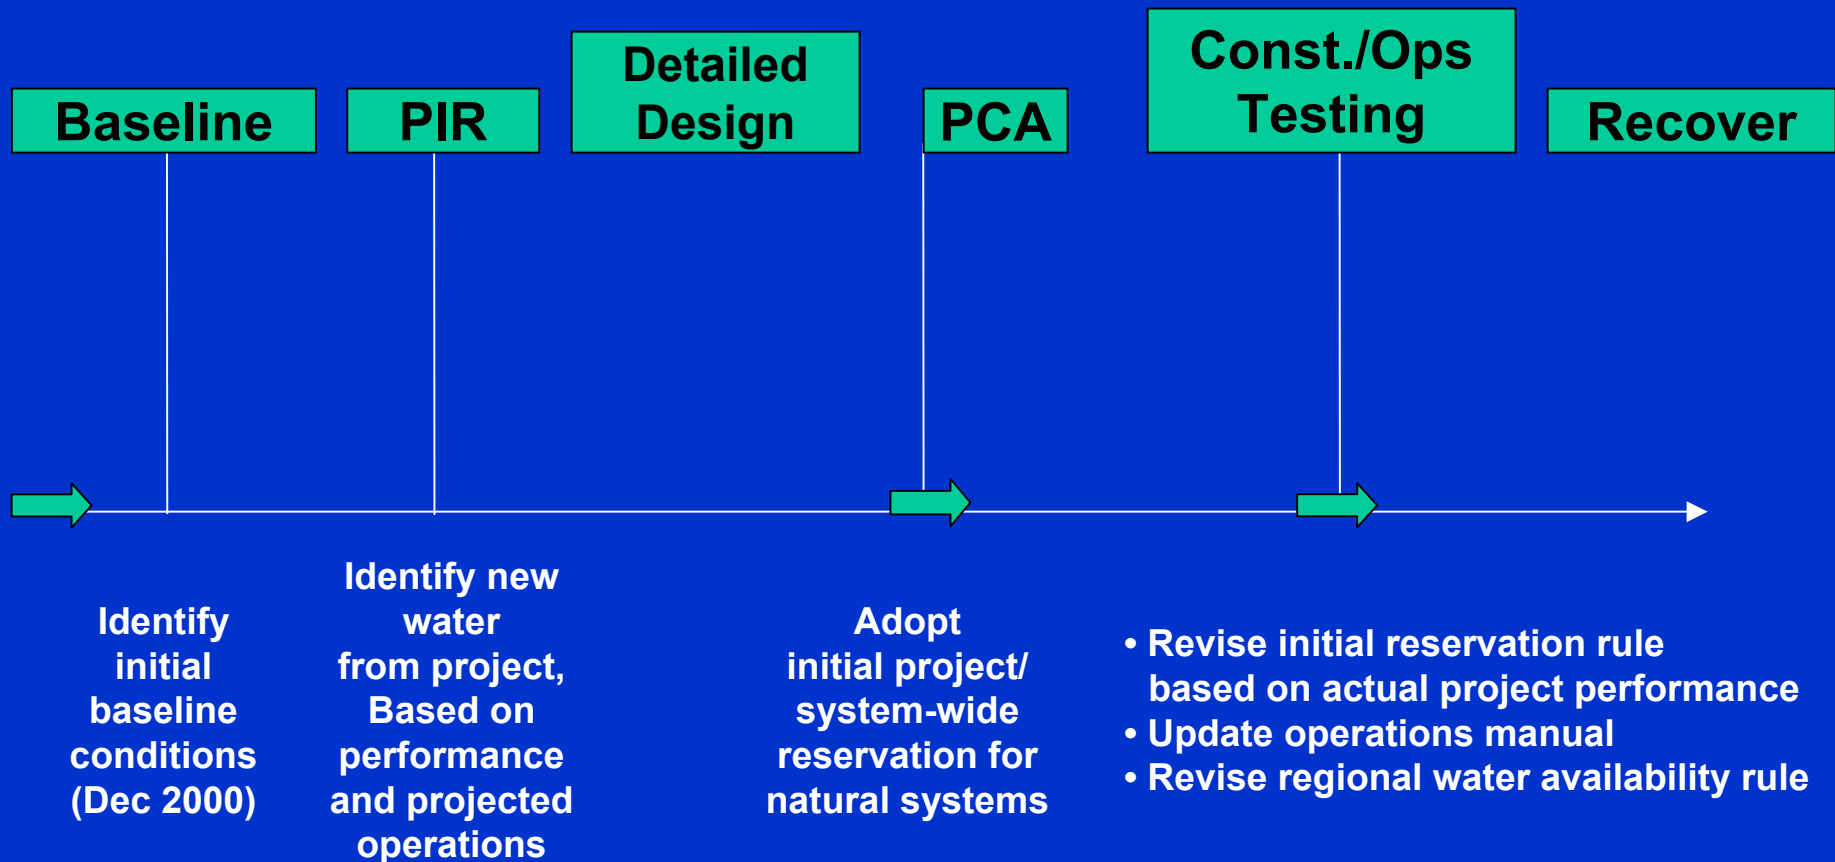 Baseline
PIR
Detailed
Design
PCA
Const./Ops
Testing
Recover
Identify
initial
baseline
conditions
(Dec 2000)
Identify new
water
from project,
Based on
performance
and projected
operations
Adopt
initial project/
system-wide
reservation for
natural systems
• Revise initial reservation rule
based on actual project performance
• Update operations manual
• Revise regional water availability rule